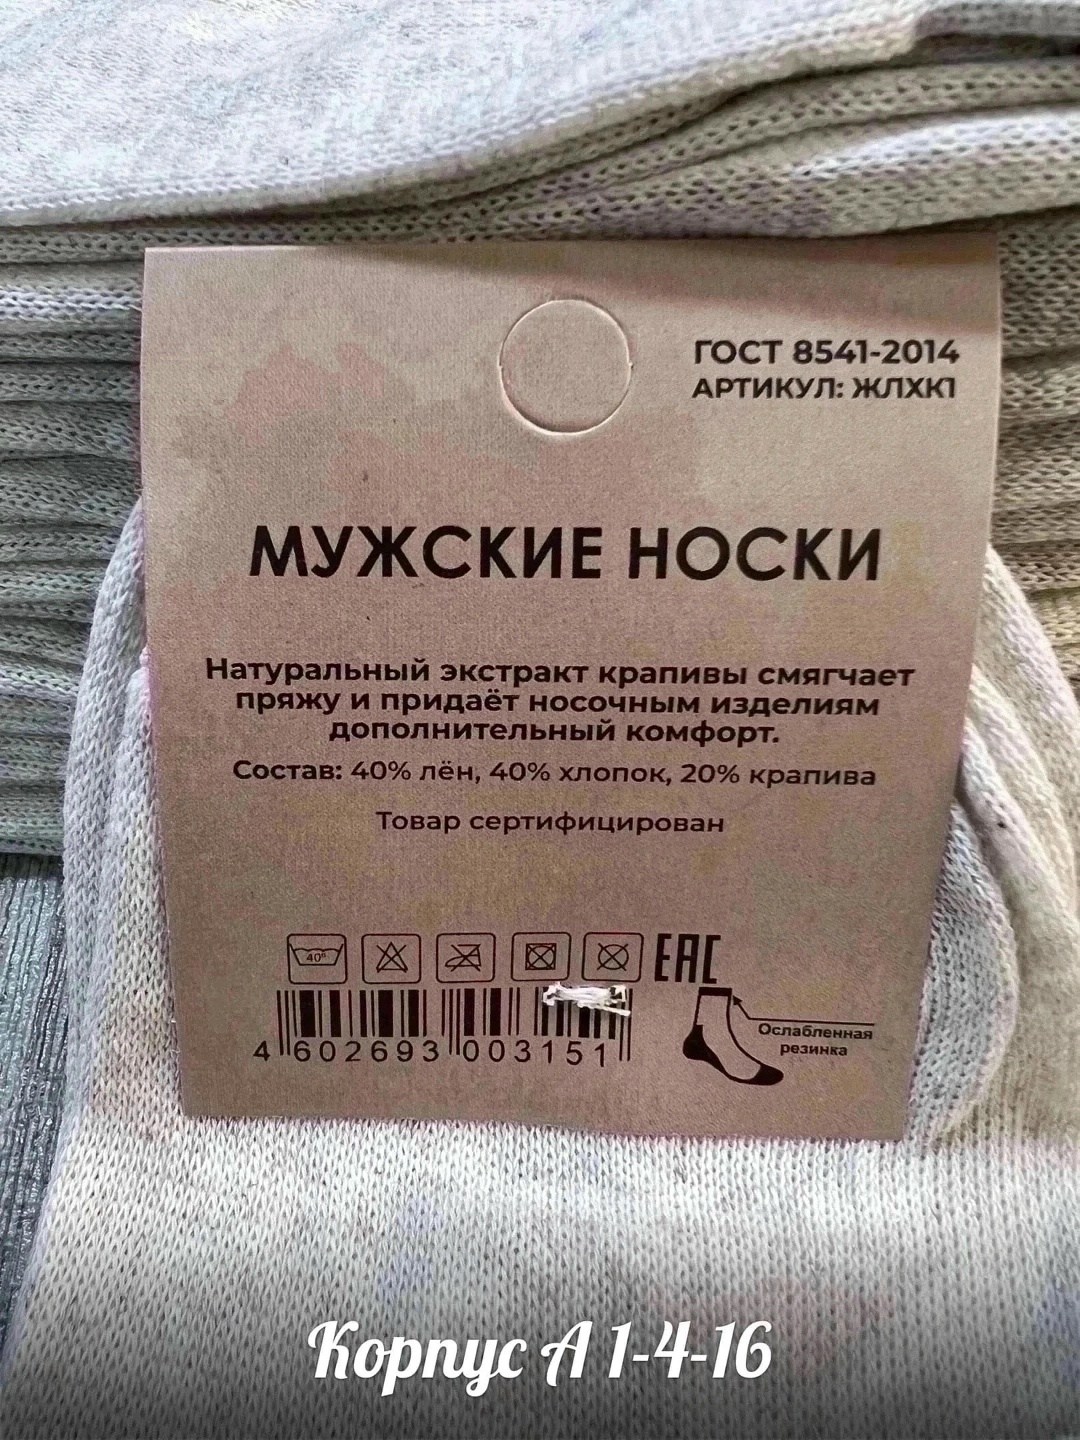 ГОСТ 8541-2014
АРТИКУЛ: ЖЛХК1
МУЖСКИЕ НОСКИ
Натуральный экстракт крапивы смягчает
пряжу и придаёт носочным изделиям
дополнительный комфорт.
Состав: 40% лён, 40% хлопок, 20% крапива
Товар сертифицирован
40°
EAC
4 602693 003151
Ослабленная
резинка
Корпус А 1-4-16